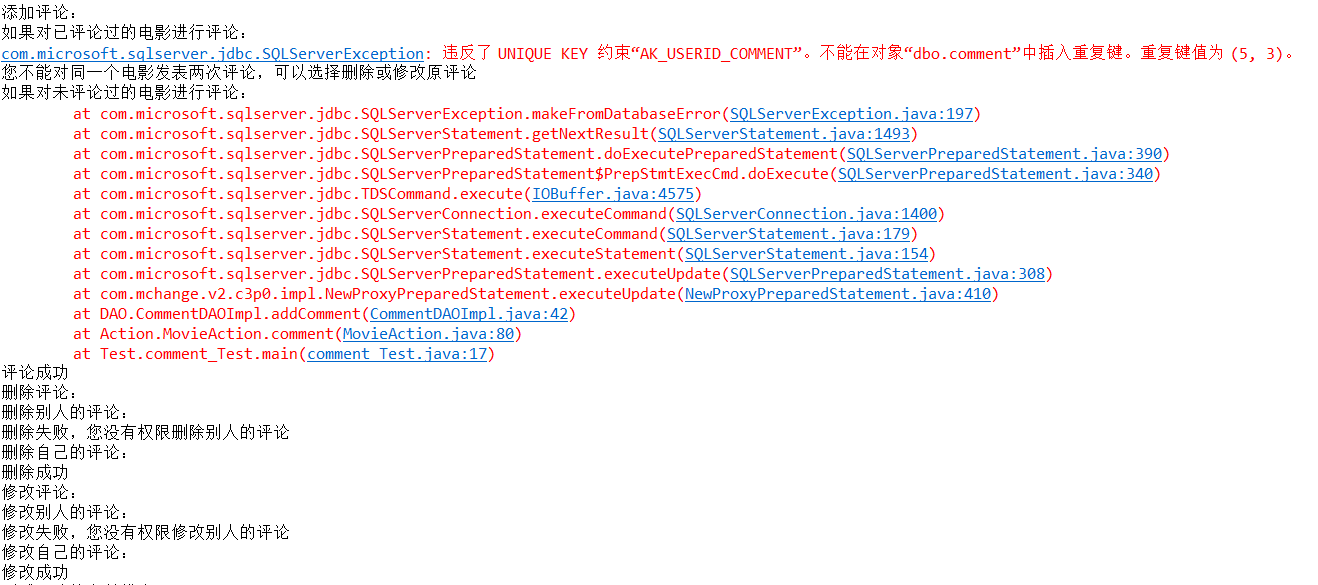 添加评论:
如果对已评论过的电影进行评论:
com.microsoft.sqlserver.jdbc.SQLServerException: 违反了 UNIQUE KEY 约束“AK_USERID_COMMENT”。不能在对象“dbo.comment”中插入重复键。重复键值为 (5, 3)。
您不能对同一个电影发表两次评论，可以选择删除或修改原评论
如果对未评论过的电影进行评论:
at com.microsoft.sqlserver.jdbc.SQLServerException.makeFromDatabaseError(SQLServerException.java:197)
at com.microsoft.sqlserver.jdbc.SQLServerStatement.getNextResult(SQLServerStatement.java:1493)
at com.microsoft.sqlserver.jdbc.SQLServerPreparedStatement.doExecutePreparedStatement(SQLServerPreparedStatement.java:390)
at com.microsoft.sqlserver.jdbc.SQLServerPreparedStatement$PrepStmtExecCmd.doExecute(SQLServerPreparedStatement.java:340)
at com.microsoft.sqlserver.jdbc.TDSCommand.execute(IOBuffer.java:4575)
at com.microsoft.sqlserver.jdbc.SQLServerConnection.executeCommand(SQLServerConnection.java:1400)
at com.microsoft.sqlserver.jdbc.SQLServerStatement.executeCommand(SQLServerStatement.java:179)
at com.microsoft.sqlserver.jdbc.SQLServerStatement.executeStatement(SQLServerStatement.java:154)
at com.microsoft.sqlserver.jdbc.SQLServerPreparedStatement.executeUpdate(SQLServerPreparedStatement.java:308)
at com.mchange.v2.c3p0.impl.NewProxyPreparedStatement.executeUpdate(NewProxyPreparedStatement.java:410)
at DAO.CommentDAOImpl.addComment(CommentDAOImpl.java:42)
at Action.MovieAction.comment(MovieAction.java:80)
at Test.comment_Test.main(comment_Test.java:17)
评论成功
删除评论:
删除别人的评论:
删除失败，您没有权限删除别人的评论
删除自己的评论:
删除成功
修改评论:
修改别人的评论:
修改失败，您没有权限修改别人的评论
修改自己的评论:
修改成功